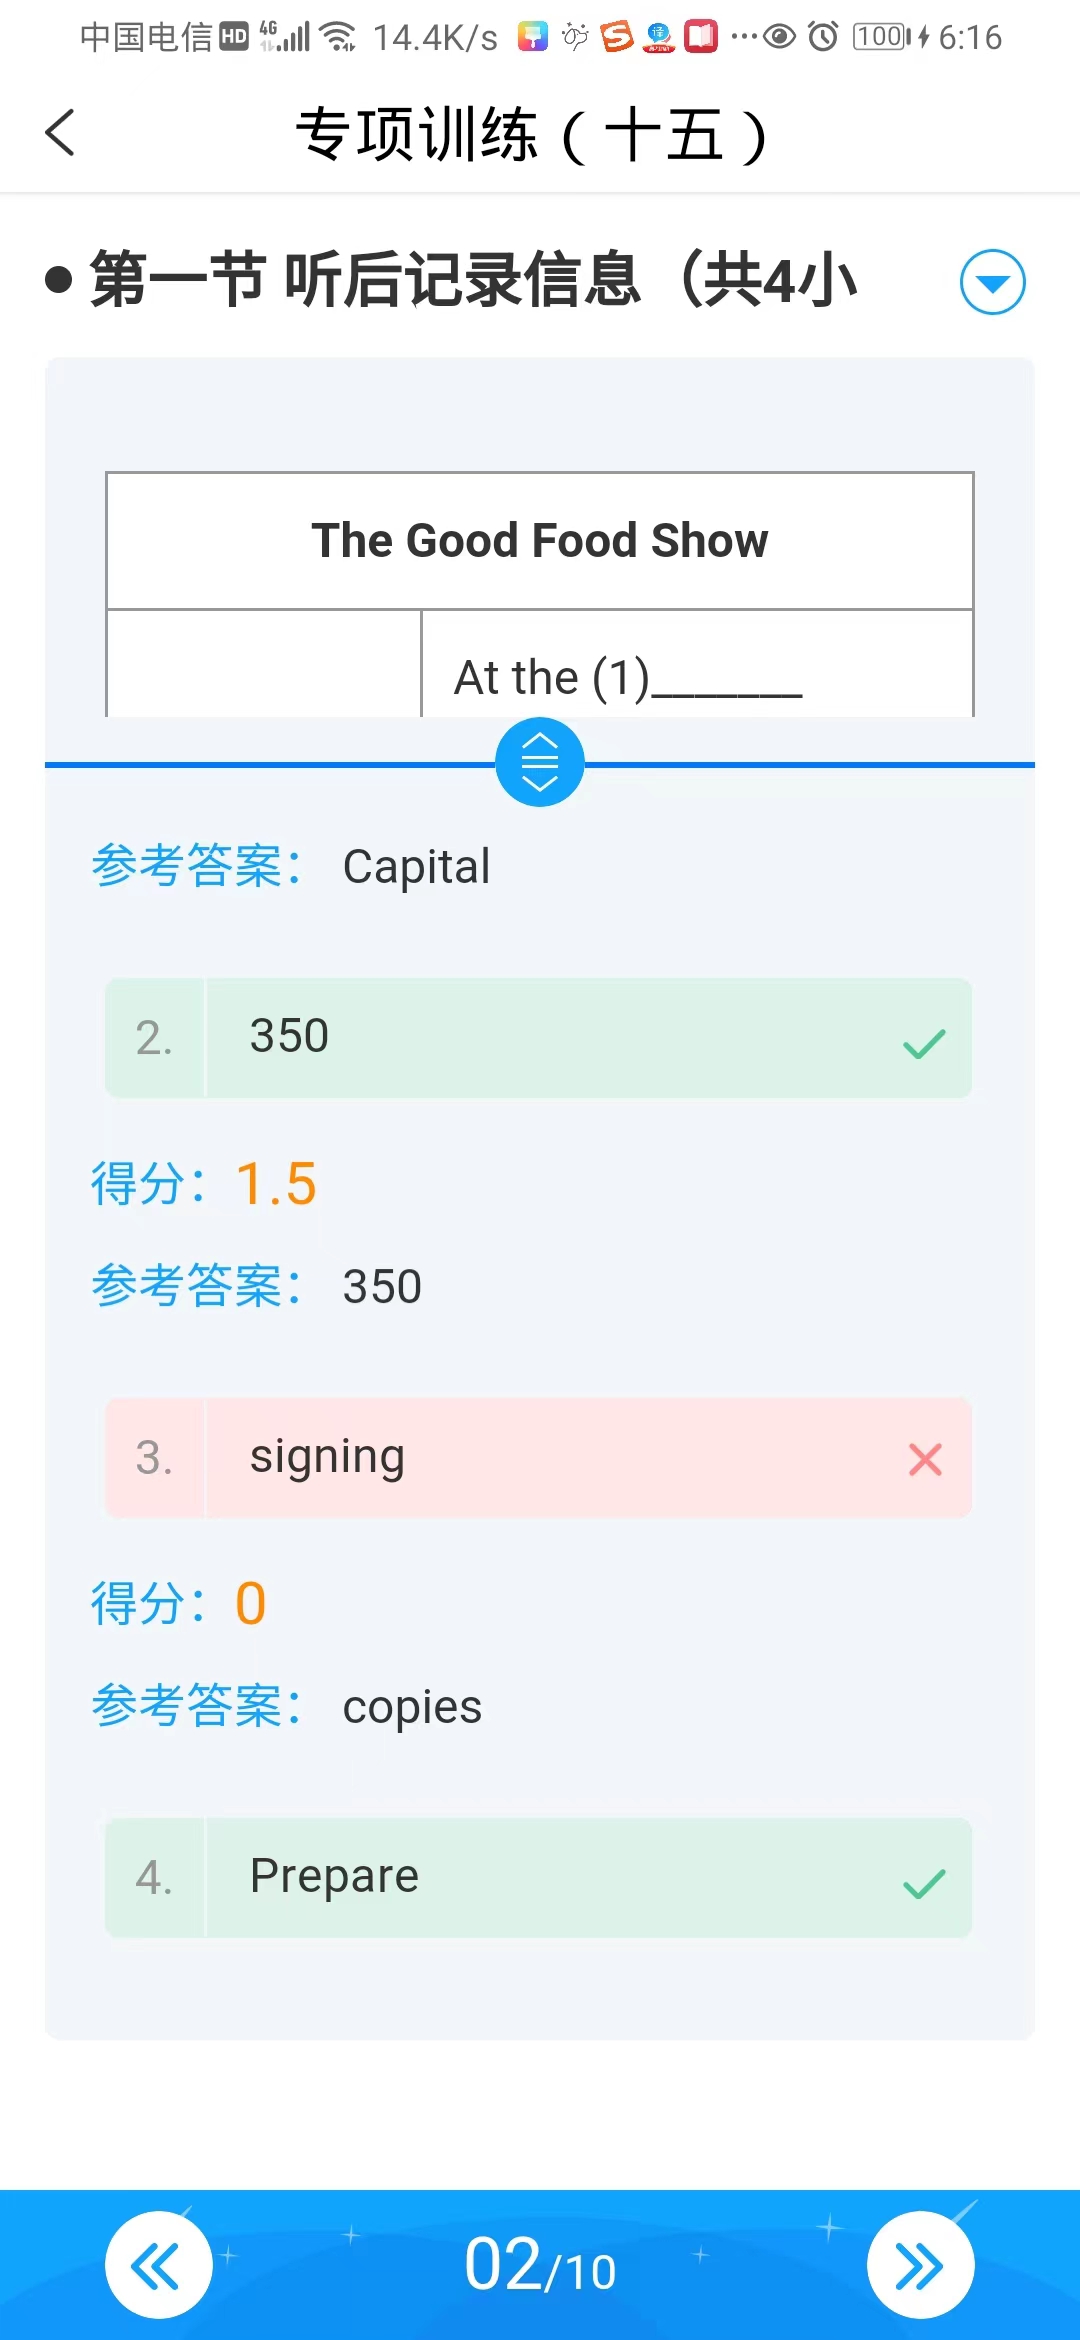 中国电信 HD 4G 14.4K/s 100 6:16
专项训练（十五）
第一节 听后记录信息（共4小
The Good Food Show
At the (1)_______
参考答案： Capital
2. 350
得分：1.5
参考答案： 350
3. signing
得分：0
参考答案： copies
4. Prepare
02/10